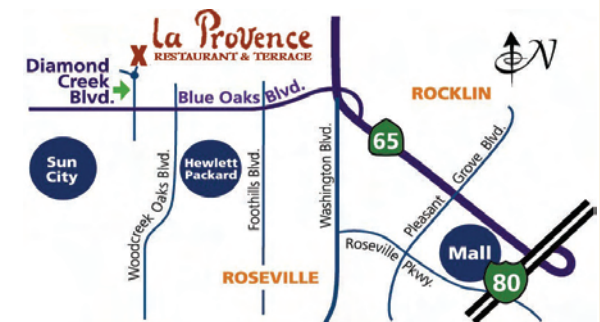 la Provence
RESTAURANT & TERRACE
X
N
Diamond
Creek
Blvd.
Blue Oaks Blvd.
ROCKLIN
65
Sun
City
Hewlett
Packard
Woodcreek Oaks Blvd.
Foothills Blvd.
Washington Blvd.
Pleasant Grove Blvd.
Roseville Pkwy.
Mall
ROSEVILLE
80